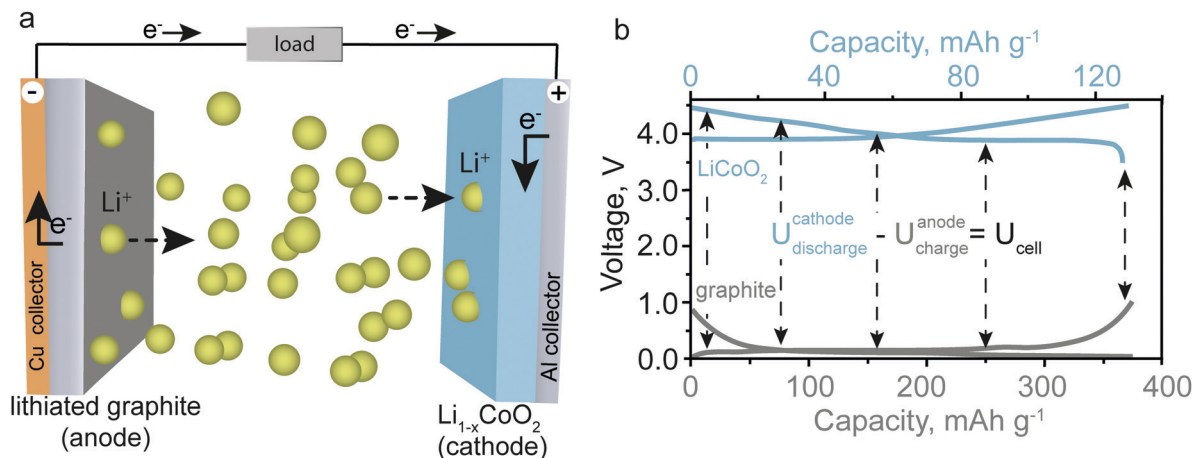 a
e⁻
load
e⁻
-
+
Cu collector
Li⁺
e⁻
Li⁺
e⁻
Al collector
lithiated graphite
(anode)
Li₁₋ₓCoO₂
(cathode)
b
Capacity, mAh g⁻¹
0 40 80 120
Voltage, V
4.0
3.0
2.0
1.0
0.0
LiCoO₂
U cathode discharge - U anode charge = U cell
graphite
0 100 200 300 400
Capacity, mAh g⁻¹